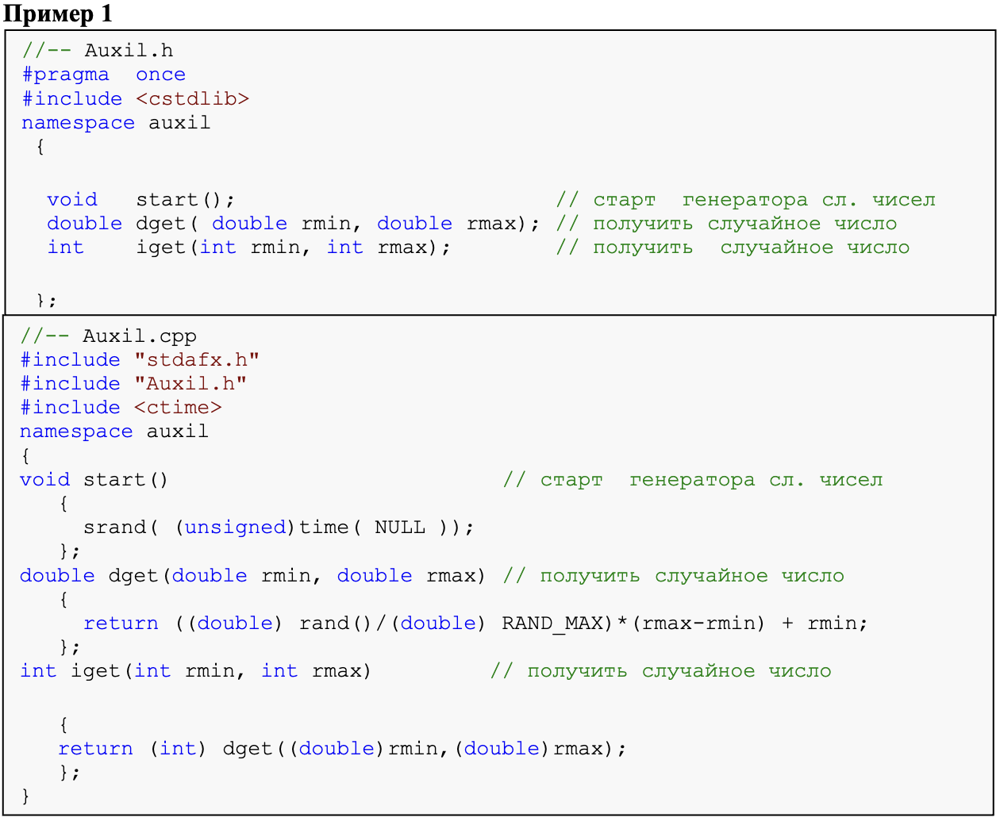 Пример 1
//-- Auxil.h
#pragma  once
#include <cstdlib>
namespace auxil
 {
  void   start();                         // старт  генератора сл. чисел
  double dget( double rmin, double rmax); // получить случайное число
  int    iget(int rmin, int rmax);        // получить  случайное число
 };
//-- Auxil.cpp
#include "stdafx.h"
#include "Auxil.h"
#include <ctime>
namespace auxil
{
void start()                          // старт  генератора сл. чисел
   {
     srand( (unsigned)time( NULL ));
   };
double dget(double rmin, double rmax) // получить случайное число
   {
     return ((double) rand()/(double) RAND_MAX)*(rmax-rmin) + rmin;
   };
int iget(int rmin, int rmax)         // получить случайное число
   {
   return (int) dget((double)rmin,(double)rmax);
   };
}